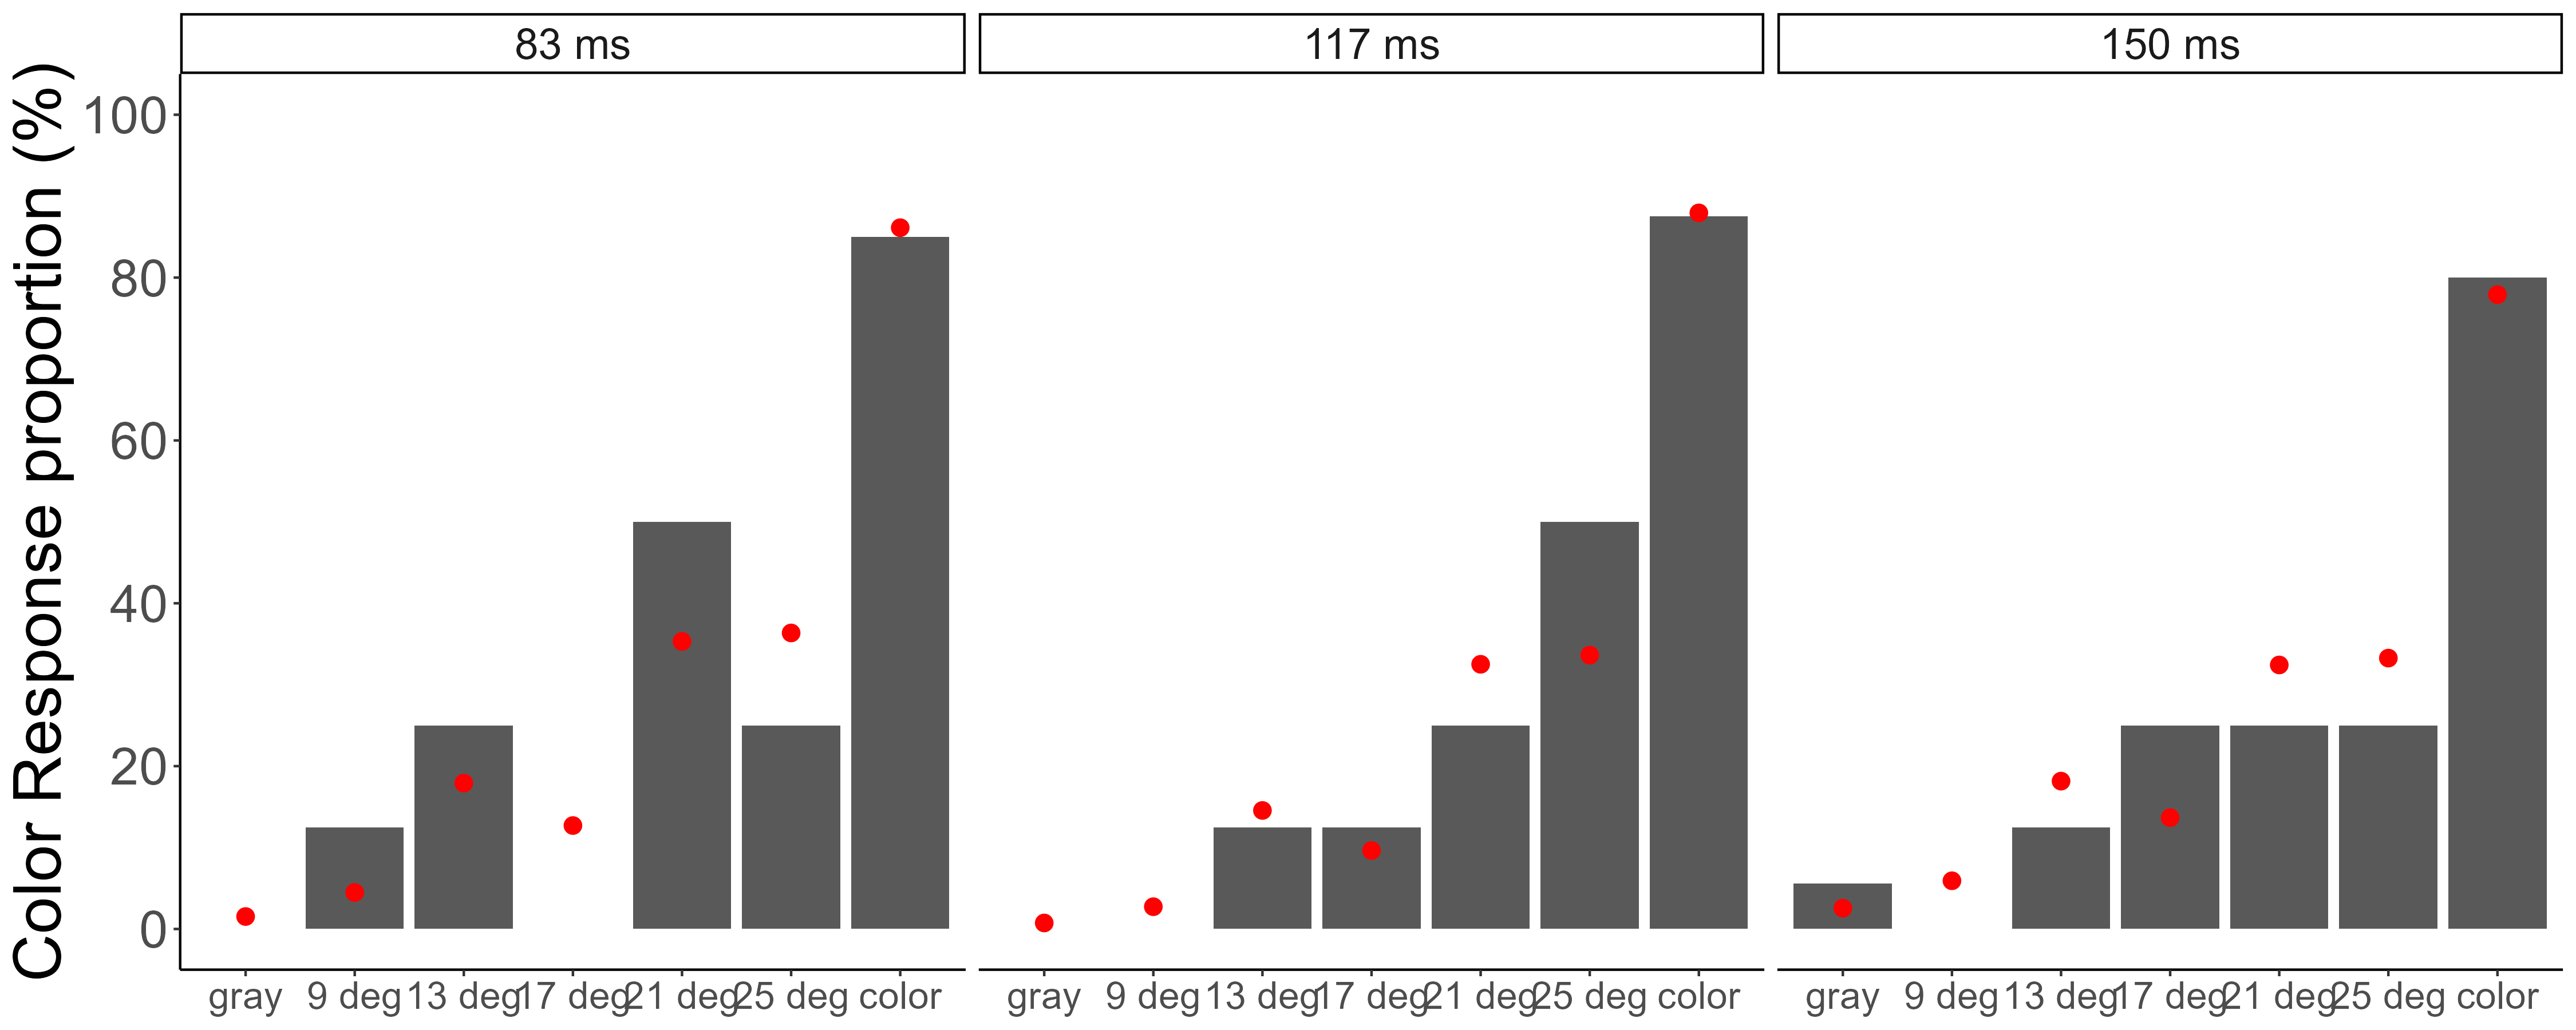 83 ms
117 ms
150 ms
Color Response proportion (%)
100
80
60
40
20
0
gray 9 deg 13 deg 17 deg 21 deg 25 deg color
gray 9 deg 13 deg 17 deg 21 deg 25 deg color
gray 9 deg 13 deg 17 deg 21 deg 25 deg color